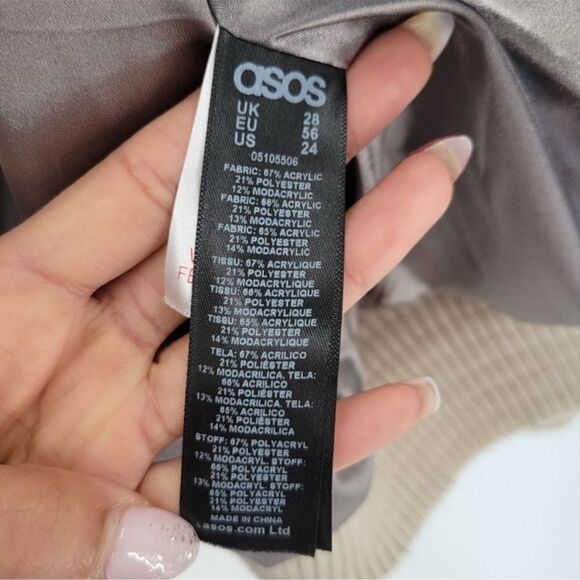 asos
UK 28
EU 56
US 24
05105506
FABRIC: 67% ACRYLIC
21% POLYESTER
12% MODACRYLIC
FABRIC: 66% ACRYLIC
21% POLYESTER
13% MODACRYLIC
FABRIC: 65% ACRYLIC
21% POLYESTER
14% MODACRYLIC
TISSU: 67% ACRYLIQUE
21% POLYESTER
12% MODACRYLIQUE
TISSU: 66% ACRYLIQUE
21% POLYESTER
13% MODACRYLIQUE
TISSU: 65% ACRYLIQUE
21% POLYESTER
14% MODACRYLIQUE
TELA: 67% ACRILICO
21% POLIÉSTER
12% MODACRILICA. TELA:
66% ACRILICO
21% POLIÉSTER
13% MODACRILICA. TELA:
65% ACRILICO
21% POLIÉSTER
14% MODACRILICA
STOFF: 67% POLYACRYL
21% POLYESTER
12% MODACRYL. STOFF:
66% POLYACRYL
21% POLYESTER
13% MODACRYL. STOFF:
65% POLYACRYL
21% POLYESTER
14% MODACRYL
MADE IN CHINA
asos.com Ltd